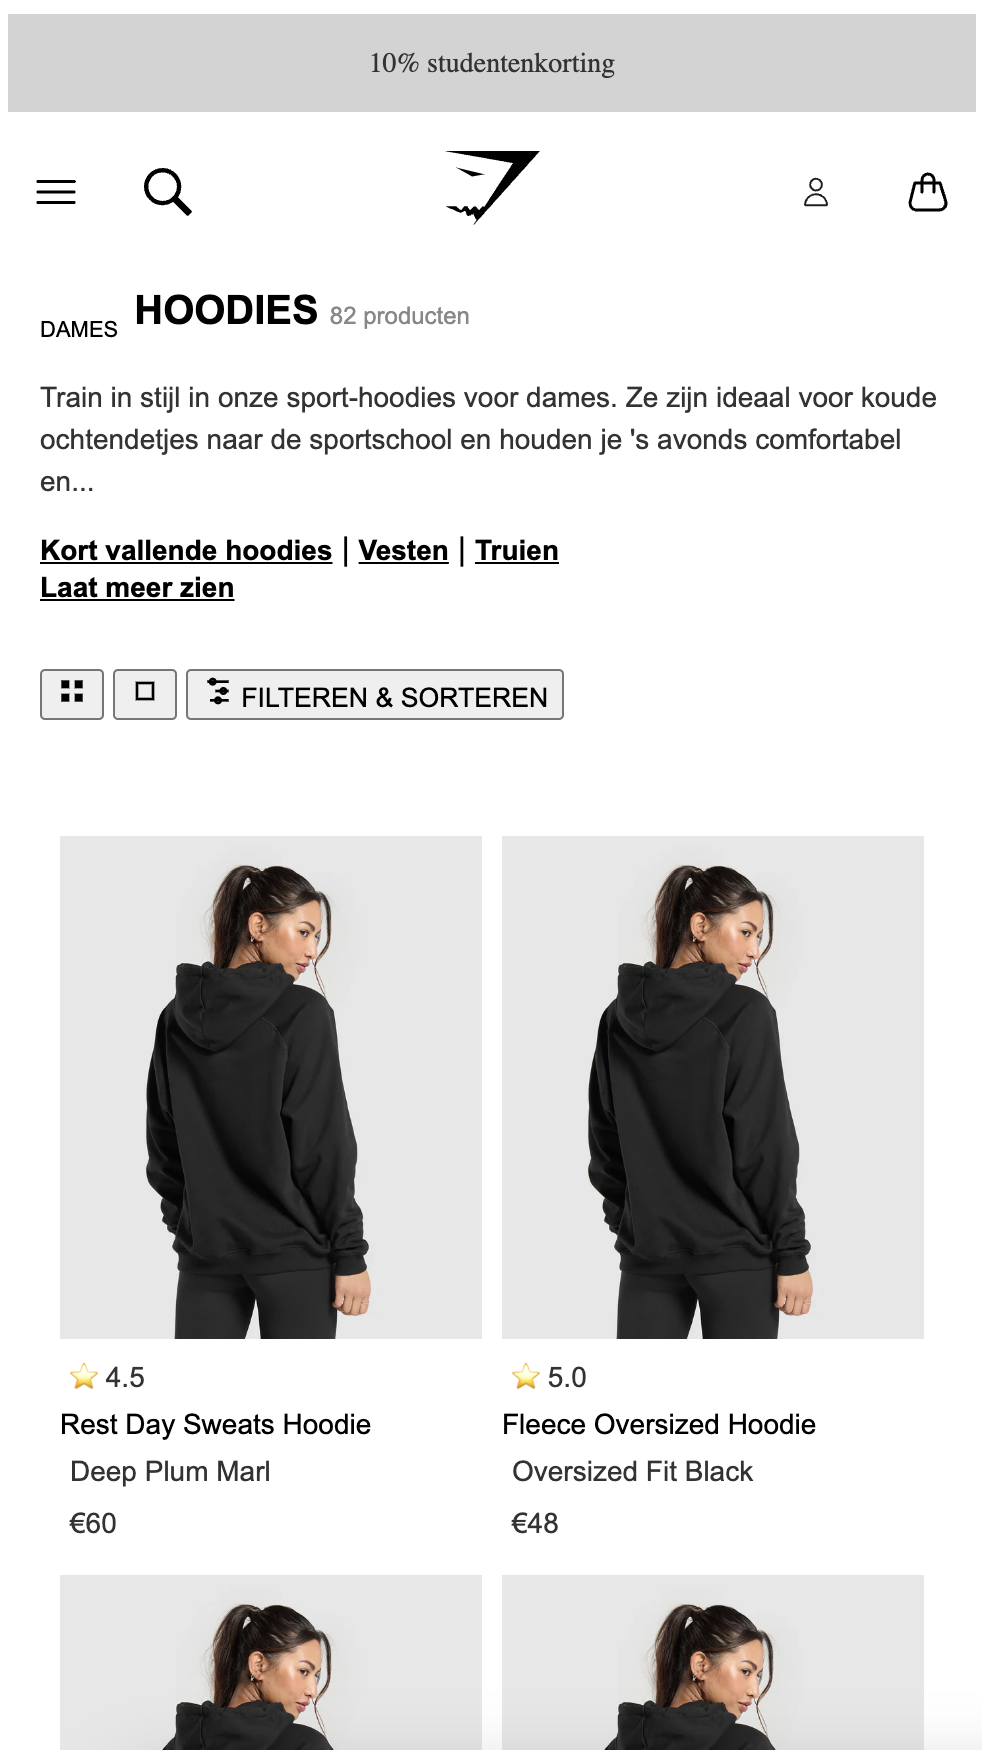 10% studentenkorting
DAMES HOODIES 82 producten
Train in stijl in onze sport-hoodies voor dames. Ze zijn ideaal voor koude
ochtendetjes naar de sportschool en houden je 's avonds comfortabel
en...
Kort vallende hoodies | Vesten | Truien
Laat meer zien
FILTEREN & SORTEREN
4.5
Rest Day Sweats Hoodie
Deep Plum Marl
€60
5.0
Fleece Oversized Hoodie
Oversized Fit Black
€48